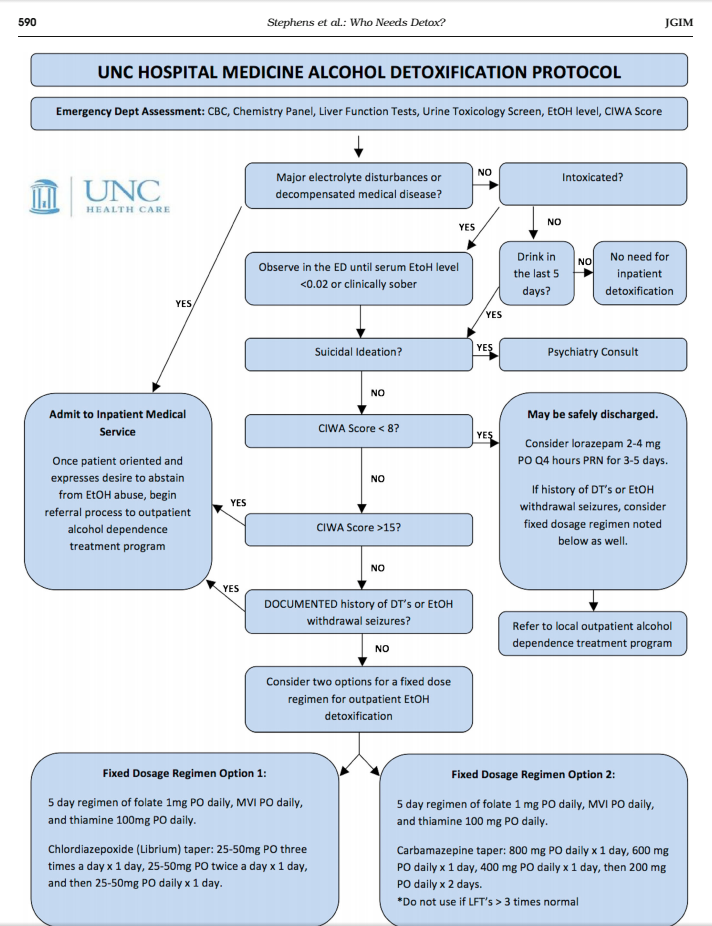 590
Stephens et al.: Who Needs Detox?
JGIM
UNC HOSPITAL MEDICINE ALCOHOL DETOXIFICATION PROTOCOL
Emergency Dept Assessment: CBC, Chemistry Panel, Liver Function Tests, Urine Toxicology Screen, EtOH level, CIWA Score
UNC
HEALTH CARE
Major electrolyte disturbances or
decompensated medical disease?
NO
Intoxicated?
YES
NO
Observe in the ED until serum EtoH level
<0.02 or clinically sober
Drink in
the last 5
days?
NO
No need for
inpatient
detoxification
YES
YES
Suicidal Ideation?
YES
Psychiatry Consult
NO
Admit to Inpatient Medical
Service
Once patient oriented and
expresses desire to abstain
from EtOH abuse, begin
referral process to outpatient
alcohol dependence
treatment program
CIWA Score < 8?
YES
May be safely discharged.
Consider lorazepam 2-4 mg
PO Q4 hours PRN for 3-5 days.
If history of DT's or EtOH
withdrawal seizures, consider
fixed dosage regimen noted
below as well.
NO
YES
CIWA Score >15?
NO
YES
DOCUMENTED history of DT's or EtOH
withdrawal seizures?
Refer to local outpatient alcohol
dependence treatment program
NO
Consider two options for a fixed dose
regimen for outpatient EtOH
detoxification
Fixed Dosage Regimen Option 1:
5 day regimen of folate 1mg PO daily, MVI PO daily,
and thiamine 100mg PO daily.
Chlordiazepoxide (Librium) taper: 25-50mg PO three
times a day x 1 day, 25-50mg PO twice a day x 1 day,
and then 25-50mg PO daily x 1 day.
Fixed Dosage Regimen Option 2:
5 day regimen of folate 1 mg PO daily, MVI PO daily,
and thiamine 100 mg PO daily.
Carbamazepine taper: 800 mg PO daily x 1 day, 600 mg
PO daily x 1 day, 400 mg PO daily x 1 day, then 200 mg
PO daily x 2 days.
*Do not use if LFT's > 3 times normal